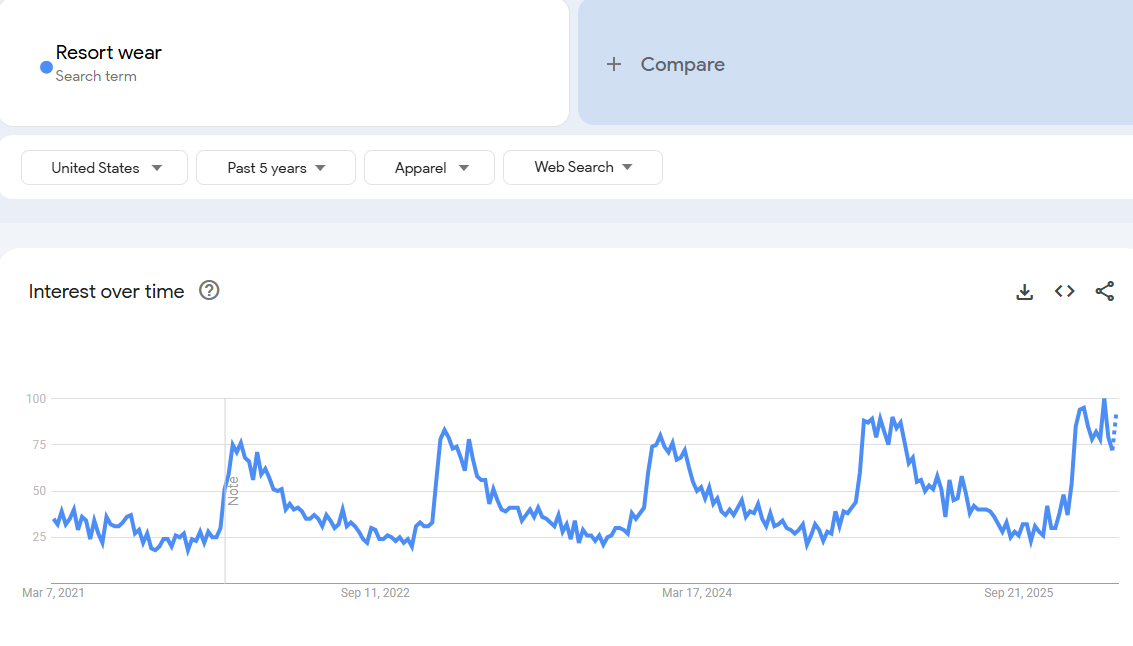 Resort wear
Search term
+ Compare
United States
Past 5 years
Apparel
Web Search
Interest over time
100
75
50
25
Note
Mar 7, 2021
Sep 11, 2022
Mar 17, 2024
Sep 21, 2025